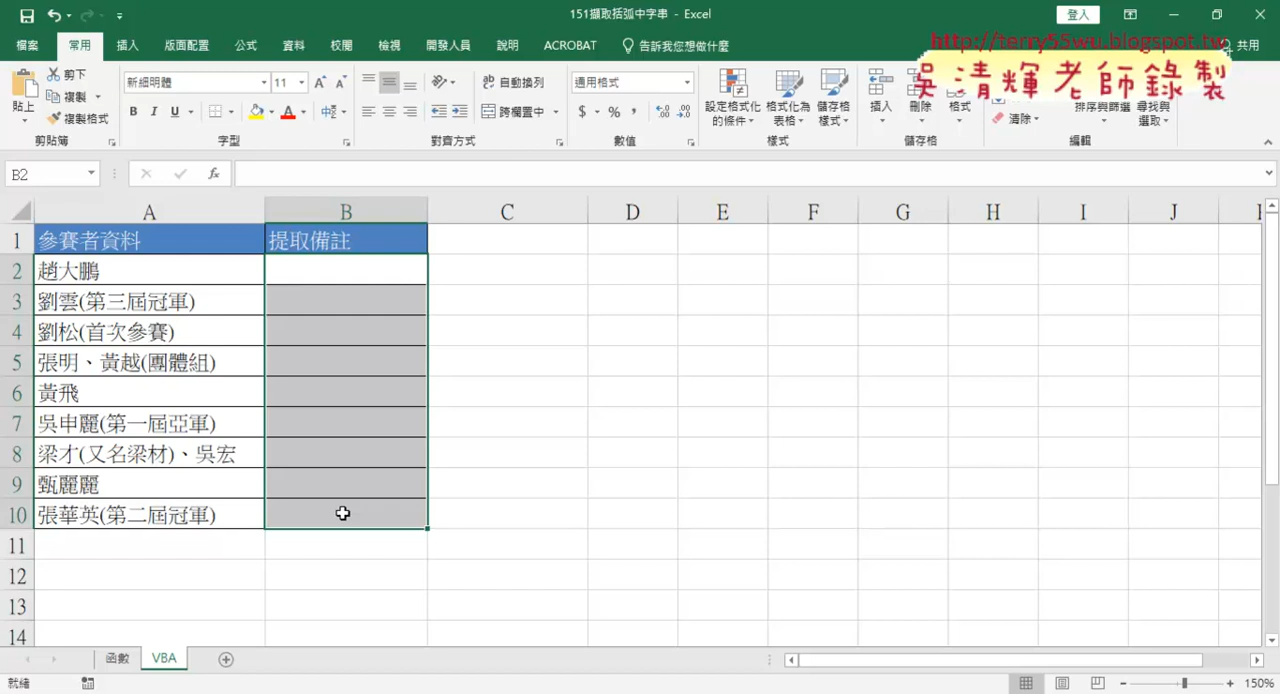 151擷取括弧中字串 - Excel
登入
檔案 常用 插入 版面配置 公式 資料 校閱 檢視 開發人員 說明 ACROBAT 告訴我您想做什麼 共用
http://terry55wu.blogspot.tw
吳清輝老師錄製
貼上 剪下 複製 複製格式
新細明體 11
B I U
自動換列
跨欄置中
通用格式
$ % ,
設定格式化的條件 格式化為表格 儲存格樣式
插入 刪除 格式
清除 排序與篩選 尋找與選取
剪貼簿 字型 對齊方式 數值 樣式 儲存格 編輯
B2 fx
A B C D E F G H I J
1 參賽者資料 提取備註
2 趙大鵬
3 劉雲(第三屆冠軍)
4 劉松(首次參賽)
5 張明、黃越(團體組)
6 黃飛
7 吳申麗(第一屆亞軍)
8 梁才(又名梁材)、吳宏
9 甄麗麗
10 張華英(第二屆冠軍)
11
12
13
14
函數 VBA
就緒 150%